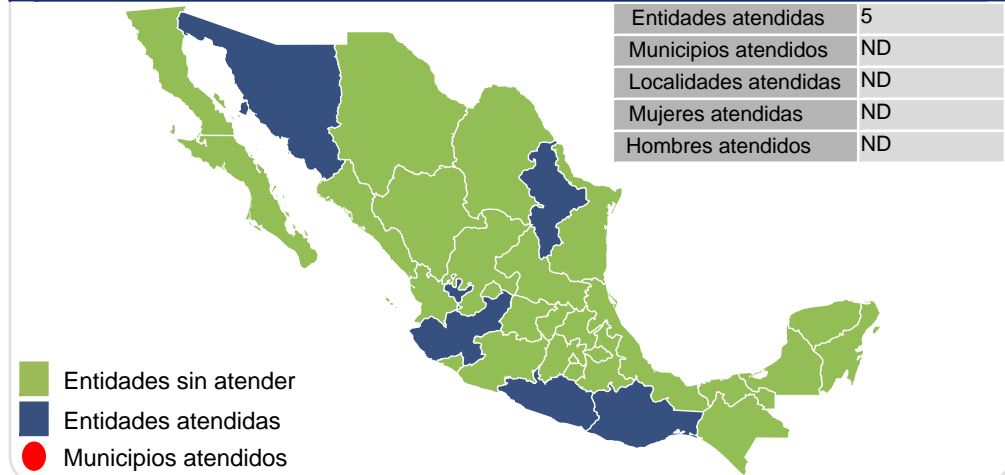 Entidades atendidas 5
Municipios atendidos ND
Localidades atendidas ND
Mujeres atendidas ND
Hombres atendidos ND
Entidades sin atender
Entidades atendidas
Municipios atendidos